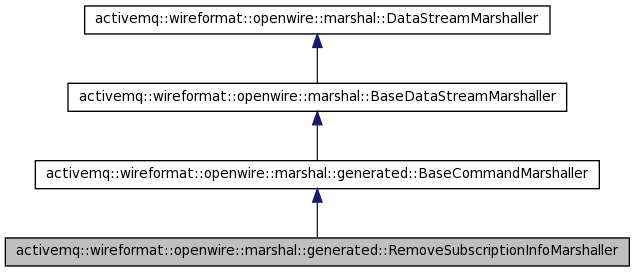 activemq::wireformat::openwire::marshal::DataStreamMarshaller
activemq::wireformat::openwire::marshal::BaseDataStreamMarshaller
activemq::wireformat::openwire::marshal::generated::BaseCommandMarshaller
activemq::wireformat::openwire::marshal::generated::RemoveSubscriptionInfoMarshaller